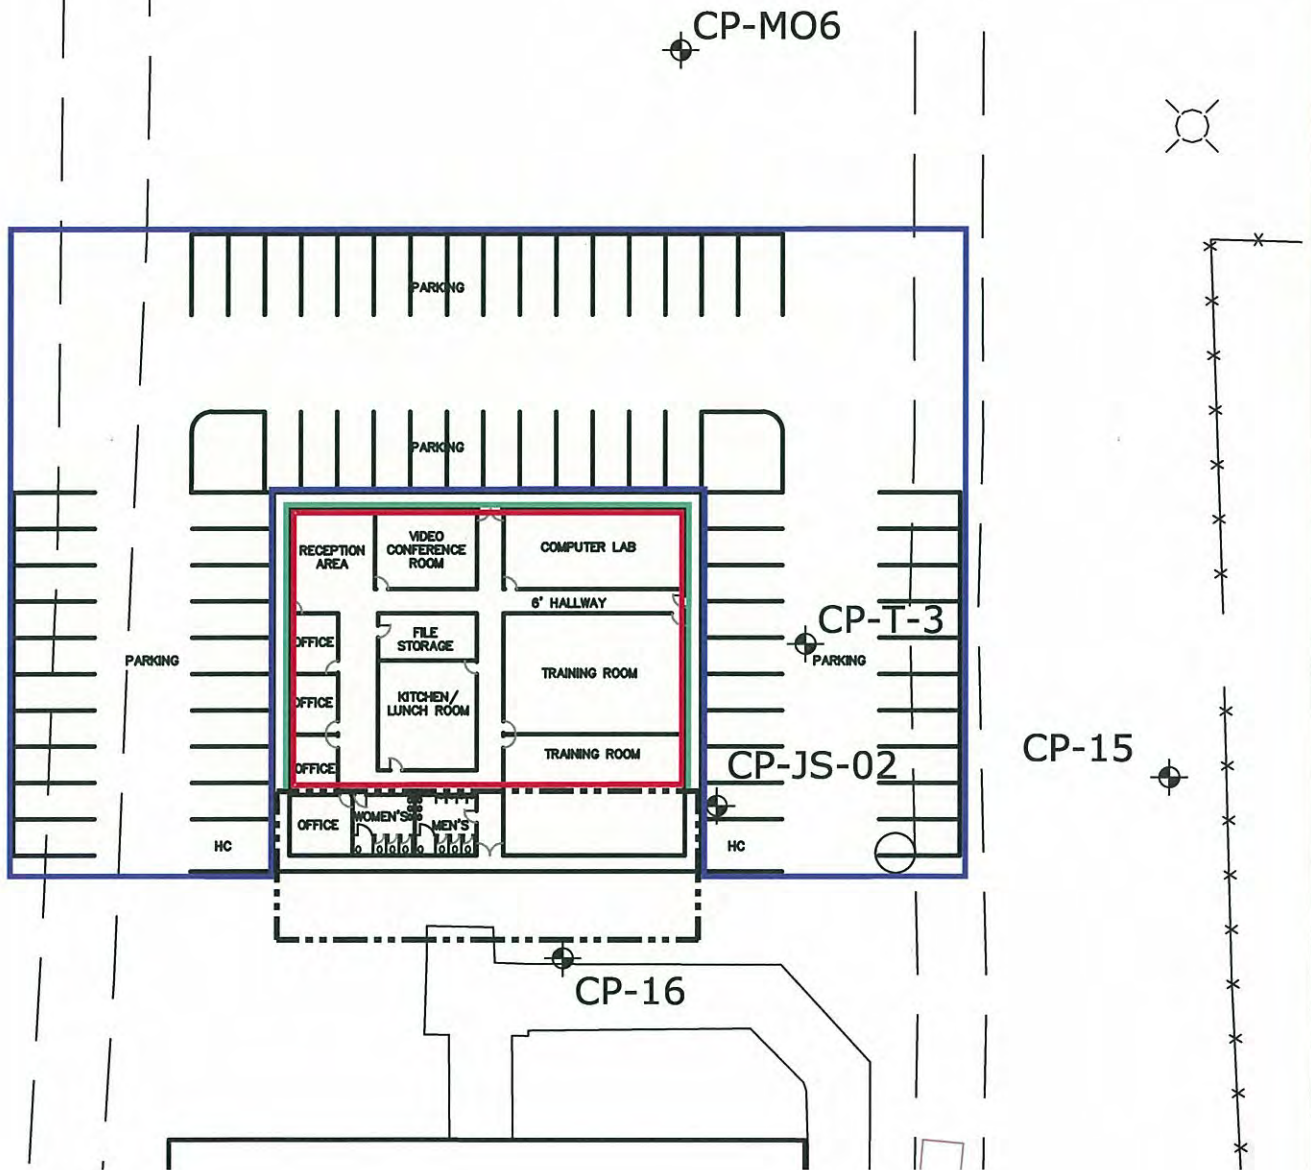 CP-MO6
PARKING
PARKING
RECEPTION
AREA
VIDEO
CONFERENCE
ROOM
COMPUTER LAB
6' HALLWAY
OFFICE
FILE
STORAGE
CP-T-3
PARKING
PARKING
TRAINING ROOM
OFFICE
KITCHEN/
LUNCH ROOM
TRAINING ROOM
OFFICE
CP-JS-02
CP-15
OFFICE
WOMEN'S
MEN'S
HC
HC
CP-16